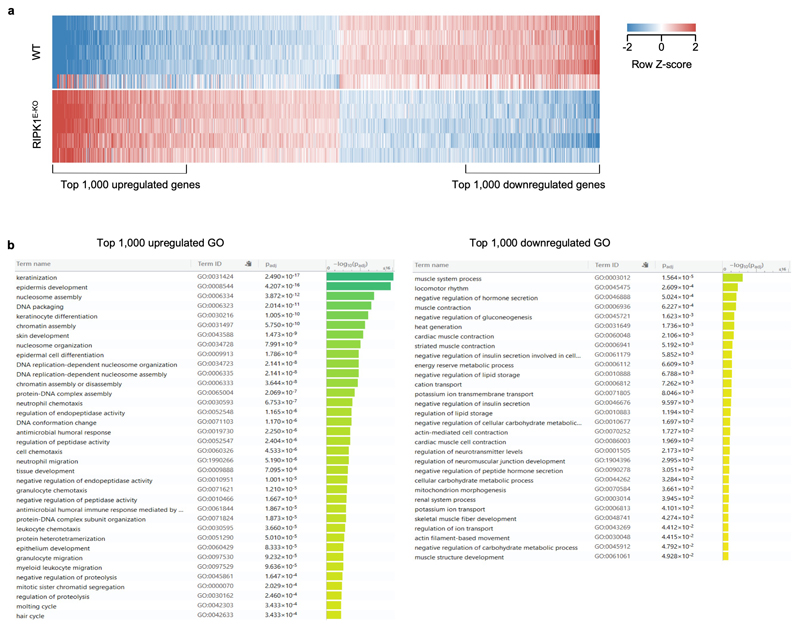 a
WT
RIPK1E-KO
-2 0 2
Row Z-score
Top 1,000 upregulated genes
Top 1,000 downregulated genes
b
Top 1,000 upregulated GO
Term name Term ID padj −log10(padj)
keratinization GO:0031424 2.490×10-17
epidermis development GO:0008544 4.207×10-16
nucleosome assembly GO:0006334 3.872×10-12
DNA packaging GO:0006323 2.014×10-11
keratinocyte differentiation GO:0030216 1.005×10-10
chromatin assembly GO:0031497 5.750×10-10
skin development GO:0043588 1.473×10-9
nucleosome organization GO:0034728 7.991×10-9
epidermal cell differentiation GO:0009913 1.786×10-8
DNA replication-dependent nucleosome organization GO:0034723 2.141×10-8
DNA replication-dependent nucleosome assembly GO:0006335 2.141×10-8
chromatin assembly or disassembly GO:0006333 3.644×10-8
protein-DNA complex assembly GO:0065004 2.069×10-7
neutrophil chemotaxis GO:0030593 6.753×10-7
regulation of endopeptidase activity GO:0052548 1.165×10-6
DNA conformation change GO:0071103 1.170×10-6
antimicrobial humoral response GO:0019730 2.250×10-6
regulation of peptidase activity GO:0052547 2.404×10-6
cell chemotaxis GO:0060326 4.533×10-6
neutrophil migration GO:1990266 5.190×10-6
tissue development GO:0009888 7.095×10-6
negative regulation of endopeptidase activity GO:0010951 1.001×10-5
granulocyte chemotaxis GO:0071621 1.210×10-5
negative regulation of peptidase activity GO:0010466 1.667×10-5
antimicrobial humoral immune response mediated by ... GO:0061844 1.867×10-5
protein-DNA complex subunit organization GO:0071824 1.873×10-5
leukocyte chemotaxis GO:0030595 3.660×10-5
protein heterotetramerization GO:0051290 5.010×10-5
epithelium development GO:0060429 8.333×10-5
granulocyte migration GO:0097530 9.232×10-5
myeloid leukocyte migration GO:0097529 9.636×10-5
negative regulation of proteolysis GO:0045861 1.647×10-4
mitotic sister chromatid segregation GO:0000070 2.029×10-4
regulation of proteolysis GO:0030162 2.460×10-4
molting cycle GO:0042303 3.433×10-4
hair cycle GO:0042633 3.433×10-4
Top 1,000 downregulated GO
Term name Term ID padj −log10(padj)
muscle system process GO:0003012 1.564×10-5
locomotor rhythm GO:0045475 2.609×10-4
negative regulation of hormone secretion GO:0046888 5.024×10-4
muscle contraction GO:0006936 6.227×10-4
negative regulation of gluconeogenesis GO:0045721 1.623×10-3
heat generation GO:0031649 1.736×10-3
cardiac muscle contraction GO:0060048 2.106×10-3
striated muscle contraction GO:0006941 5.192×10-3
negative regulation of insulin secretion involved in cell... GO:0061179 5.852×10-3
energy reserve metabolic process GO:0006112 6.609×10-3
negative regulation of lipid storage GO:0010888 6.788×10-3
cation transport GO:0006812 7.262×10-3
potassium ion transmembrane transport GO:0071805 8.046×10-3
negative regulation of insulin secretion GO:0046676 9.597×10-3
regulation of lipid storage GO:0010883 1.194×10-2
negative regulation of cellular carbohydrate metabolic... GO:0010677 1.697×10-2
actin-mediated cell contraction GO:0070252 1.727×10-2
cardiac muscle cell contraction GO:0086003 1.969×10-2
regulation of neurotransmitter levels GO:0001505 2.173×10-2
regulation of neuromuscular junction development GO:1904396 2.995×10-2
negative regulation of peptide hormone secretion GO:0090278 3.051×10-2
cellular carbohydrate metabolic process GO:0044262 3.284×10-2
mitochondrion morphogenesis GO:0070584 3.661×10-2
renal system process GO:0003014 3.945×10-2
potassium ion transport GO:0006813 4.101×10-2
skeletal muscle fiber development GO:0048741 4.274×10-2
regulation of ion transport GO:0043269 4.412×10-2
actin filament-based movement GO:0030048 4.415×10-2
negative regulation of carbohydrate metabolic process GO:0045912 4.792×10-2
muscle structure development GO:0061061 4.928×10-2